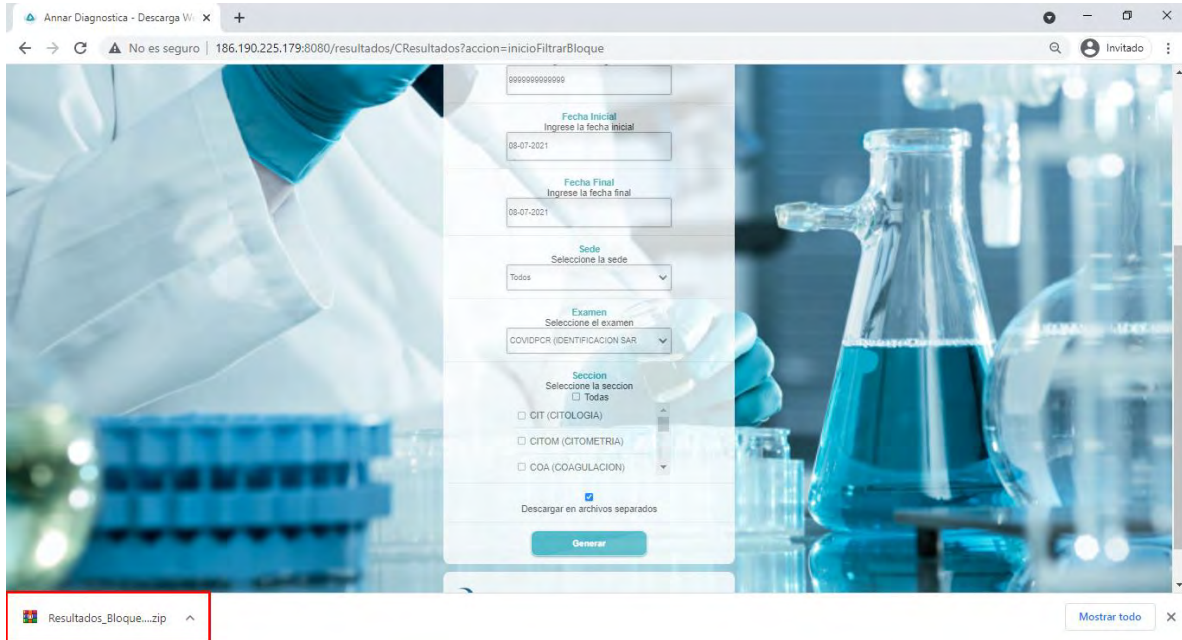 Annar Diagnostica - Descarga W
No es seguro | 186.190.225.179:8080/resultados/CResultados?accion=inicioFiltrarBloque
Invitado
9999999999999
Fecha Inicial
Ingrese la fecha inicial
08-07-2021
Fecha Final
Ingrese la fecha final
08-07-2021
Sede
Seleccione la sede
Todos
Examen
Seleccione el examen
COVIDPCR (IDENTIFICACION SAR
Seccion
Seleccione la seccion
Todas
CIT (CITOLOGIA)
CITOM (CITOMETRIA)
COA (COAGULACION)
Descargar en archivos separados
Generar
Resultados_Bloque....zip
Mostrar todo